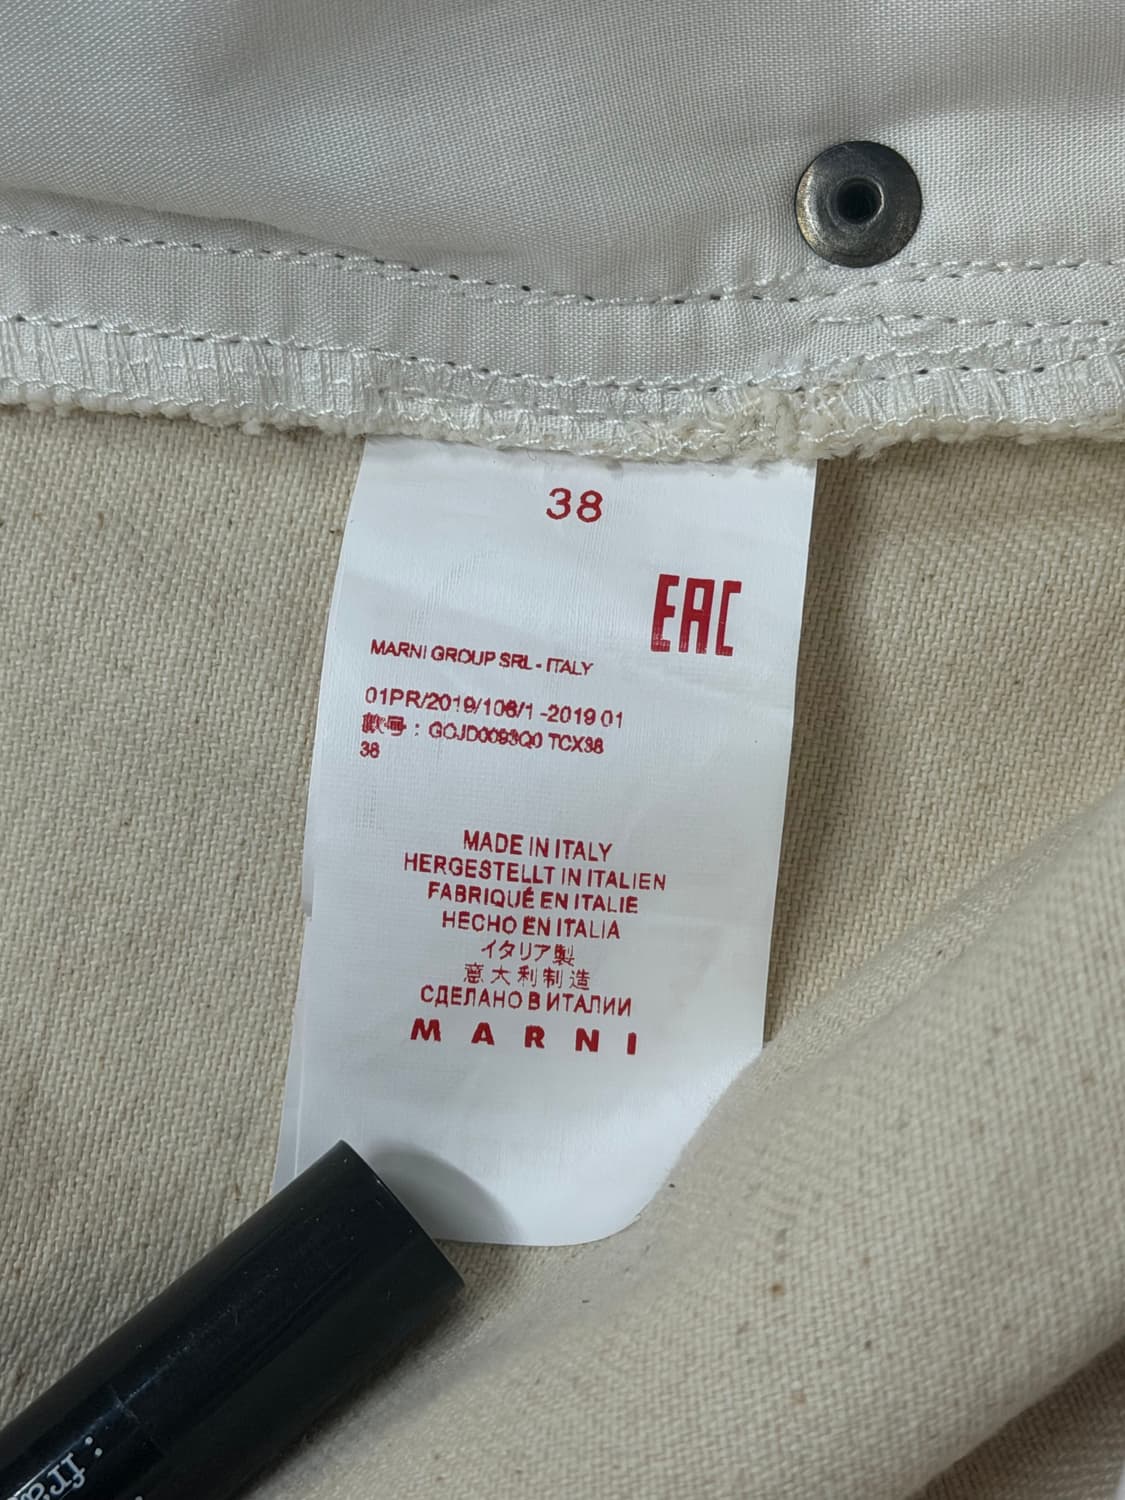 38
EAC
MARNI GROUP SRL - ITALY
01PR/2019/106/1 -2019 01
款号 : GOJD0093Q0 TCX38
38
MADE IN ITALY
HERGESTELLT IN ITALIEN
FABRIQUÉ EN ITALIE
HECHO EN ITALIA
イタリア製
意大利制造
СДЕЛАНО В ИТАЛИИ
MARNI